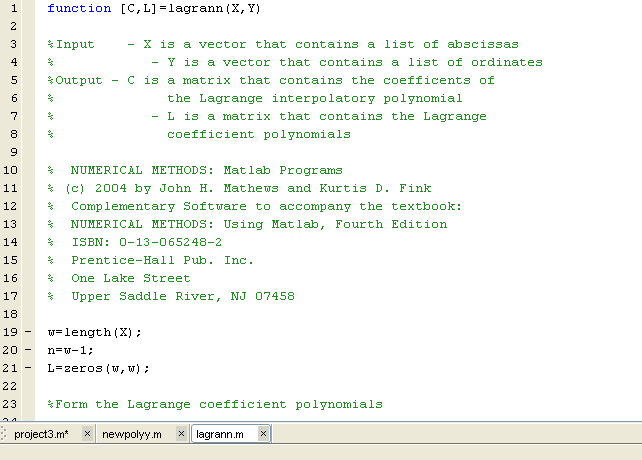 1 function [C,L]=lagrann(X,Y)
2
3 %Input    - X is a vector that contains a list of abscissas
4 %            - Y is a vector that contains a list of ordinates
5 %Output - C is a matrix that contains the coefficents of
6 %              the Lagrange interpolatory polynomial
7 %            - L is a matrix that contains the Lagrange
8 %              coefficient polynomials
9
10 %  NUMERICAL METHODS: Matlab Programs
11 % (c) 2004 by John H. Mathews and Kurtis D. Fink
12 %  Complementary Software to accompany the textbook:
13 %  NUMERICAL METHODS: Using Matlab, Fourth Edition
14 %  ISBN: 0-13-065248-2
15 %  Prentice-Hall Pub. Inc.
16 %  One Lake Street
17 %  Upper Saddle River, NJ 07458
18
19 - w=length(X);
20 - n=w-1;
21 - L=zeros(w,w);
22
23 %Form the Lagrange coefficient polynomials
project3.m* × newpolyy.m × lagrann.m ×